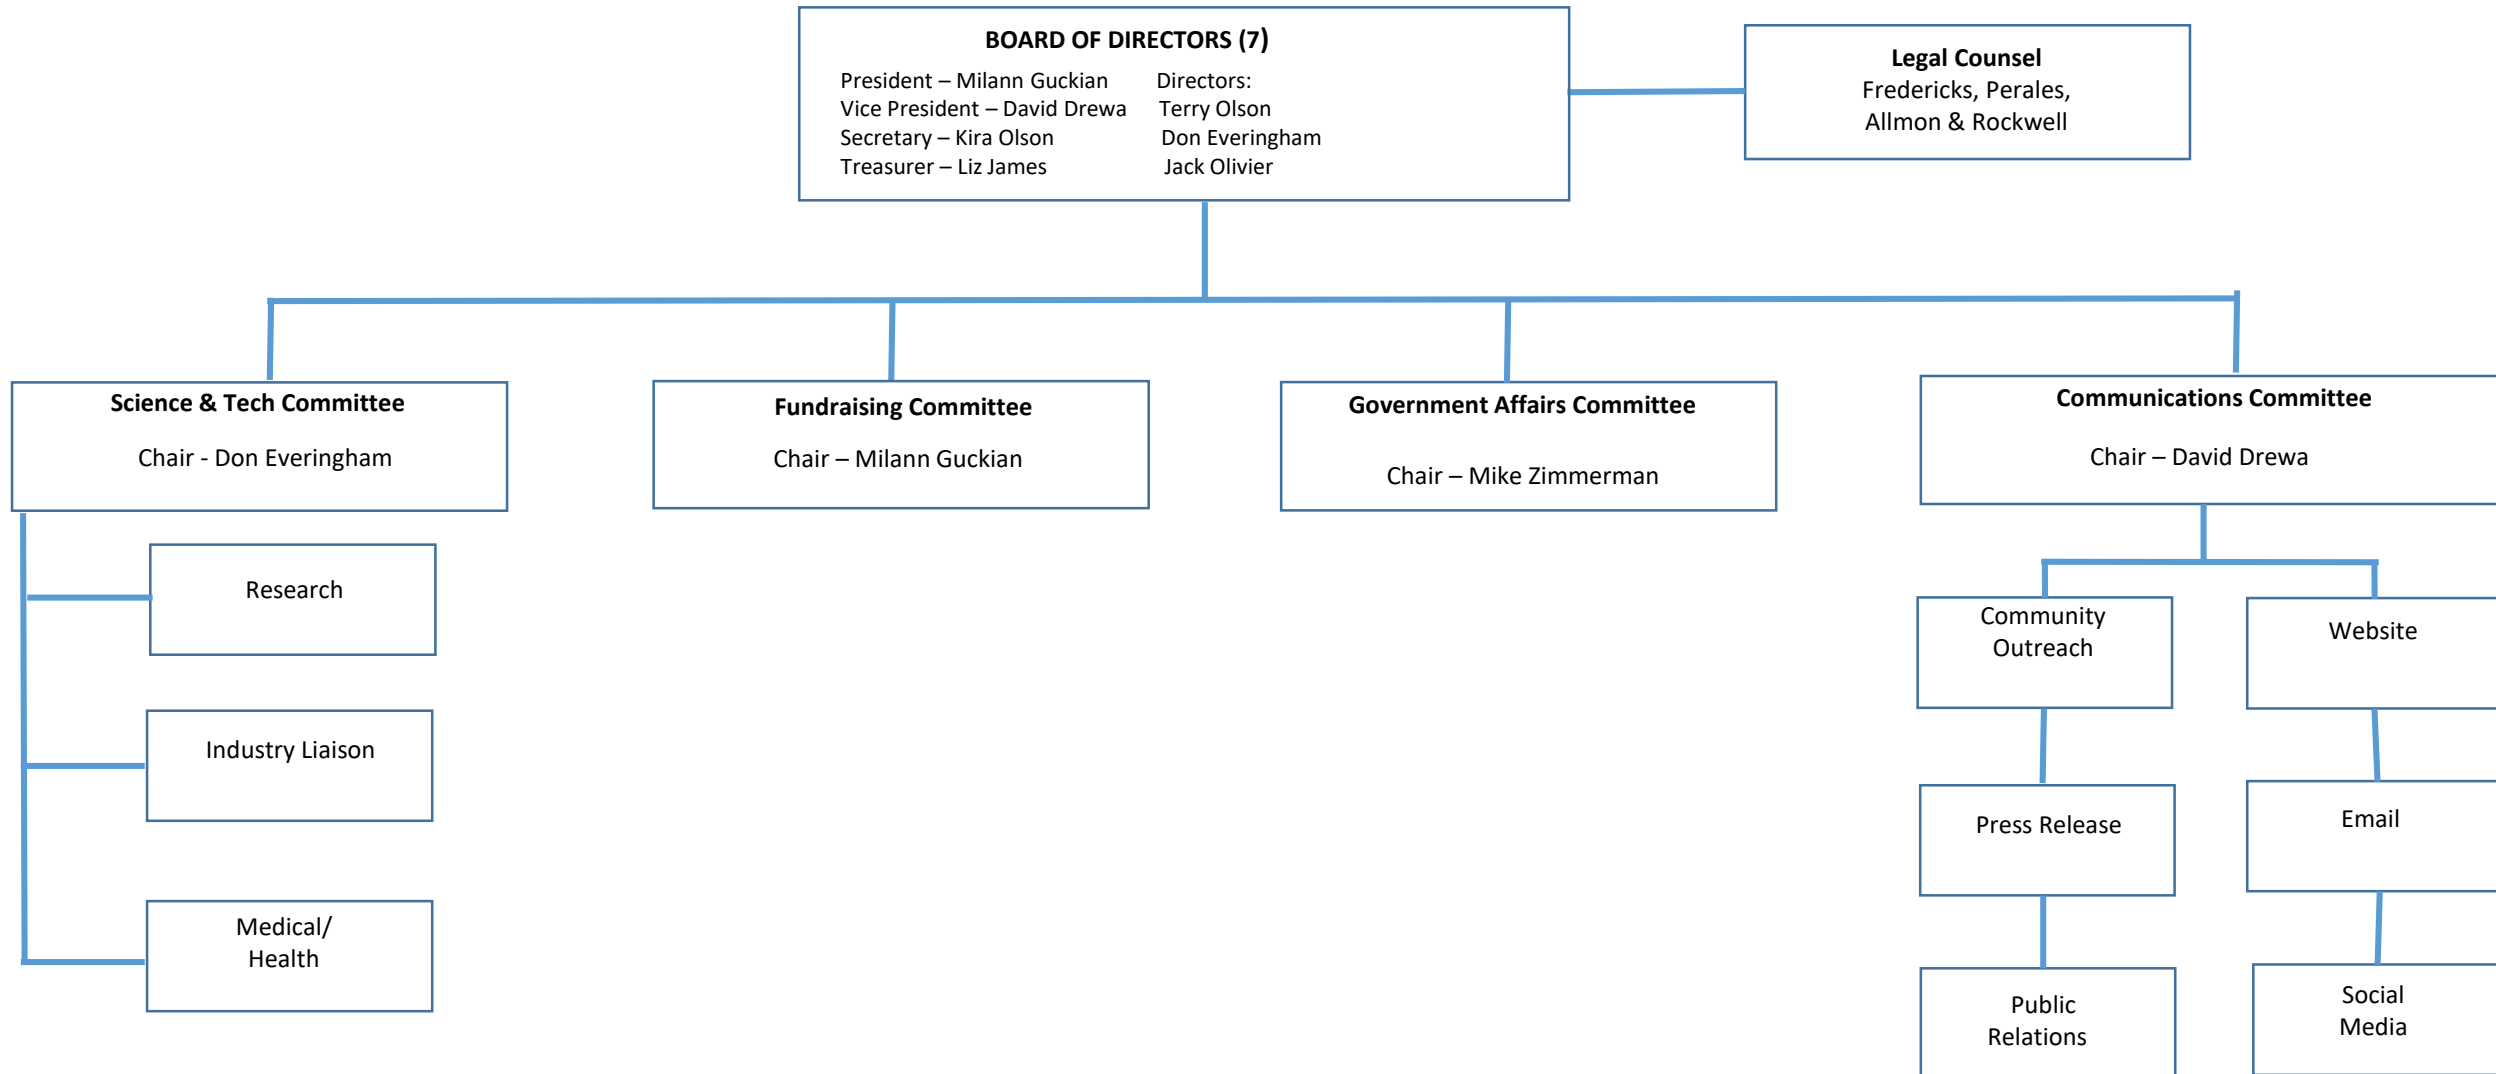 BOARD OF DIRECTORS (7)
President – Milann Guckian Directors:
Vice President – David Drewa Terry Olson
Secretary – Kira Olson Don Everingham
Treasurer – Liz James Jack Olivier
Legal Counsel
Fredericks, Perales,
Allmon & Rockwell
Science & Tech Committee
Chair - Don Everingham
Fundraising Committee
Chair – Milann Guckian
Government Affairs Committee
Chair – Mike Zimmerman
Communications Committee
Chair – David Drewa
Research
Industry Liaison
Medical/
Health
Community
Outreach
Website
Press Release
Email
Public
Relations
Social
Media